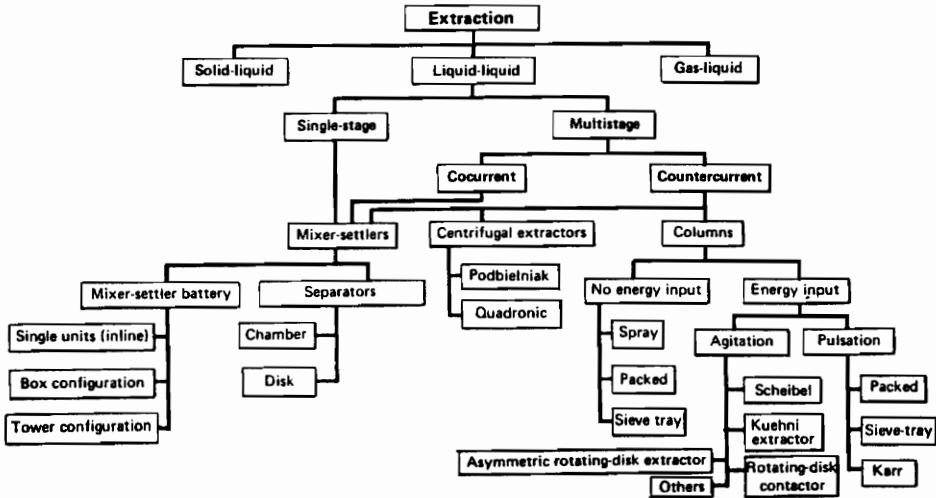 Extraction
Solid-liquid
Liquid-liquid
Gas-liquid
Single-stage
Multistage
Cocurrent
Countercurrent
Mixer-settlers
Centrifugal extractors
Columns
Mixer-settler battery
Separators
Podbielniak
Quadronic
No energy input
Energy input
Single units (inline)
Box configuration
Tower configuration
Chamber
Disk
Spray
Packed
Sieve tray
Agitation
Pulsation
Scheibel
Kuehni
extractor
Asymmetric rotating-disk extractor
Others
Rotating-disk
contactor
Packed
Sieve-tray
Karr